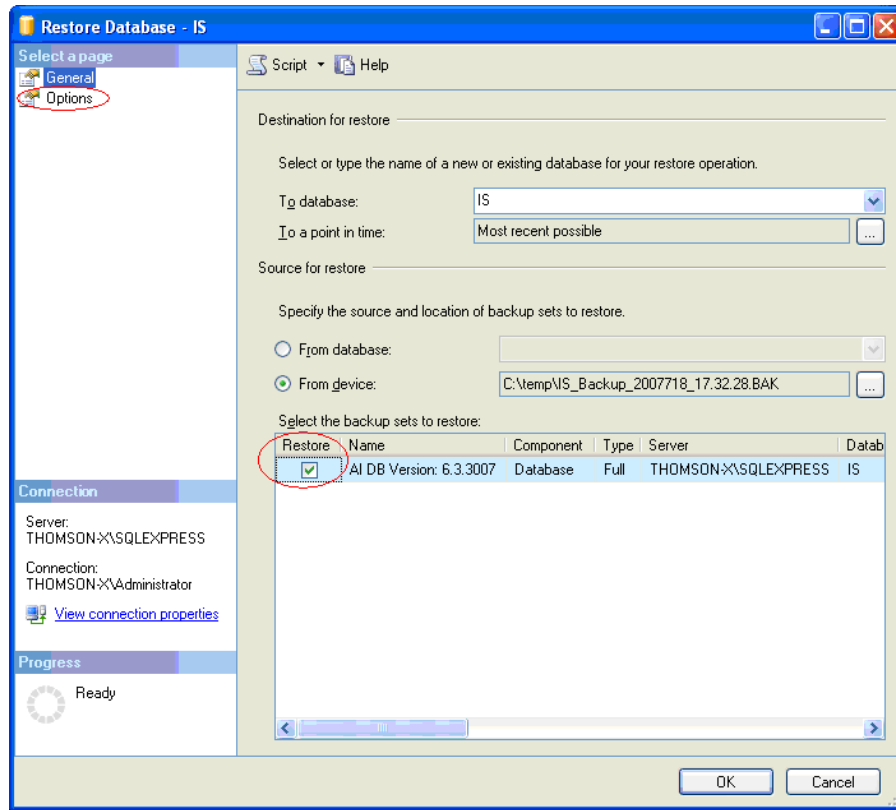 Restore Database - IS
Select a page
General
Options
Script Help
Destination for restore
Select or type the name of a new or existing database for your restore operation.
To database: IS
To a point in time: Most recent possible ...
Source for restore
Specify the source and location of backup sets to restore.
From database:
From device: C:\temp\IS_Backup_2007718_17.32.28.BAK ...
Select the backup sets to restore:
Restore Name Component Type Server Datab
AI DB Version: 6.3.3007 Database Full THOMSON-X\SQLEXPRESS IS
Connection
Server:
THOMSON-X\SQLEXPRESS
Connection:
THOMSON-X\Administrator
View connection properties
Progress
Ready
OK Cancel